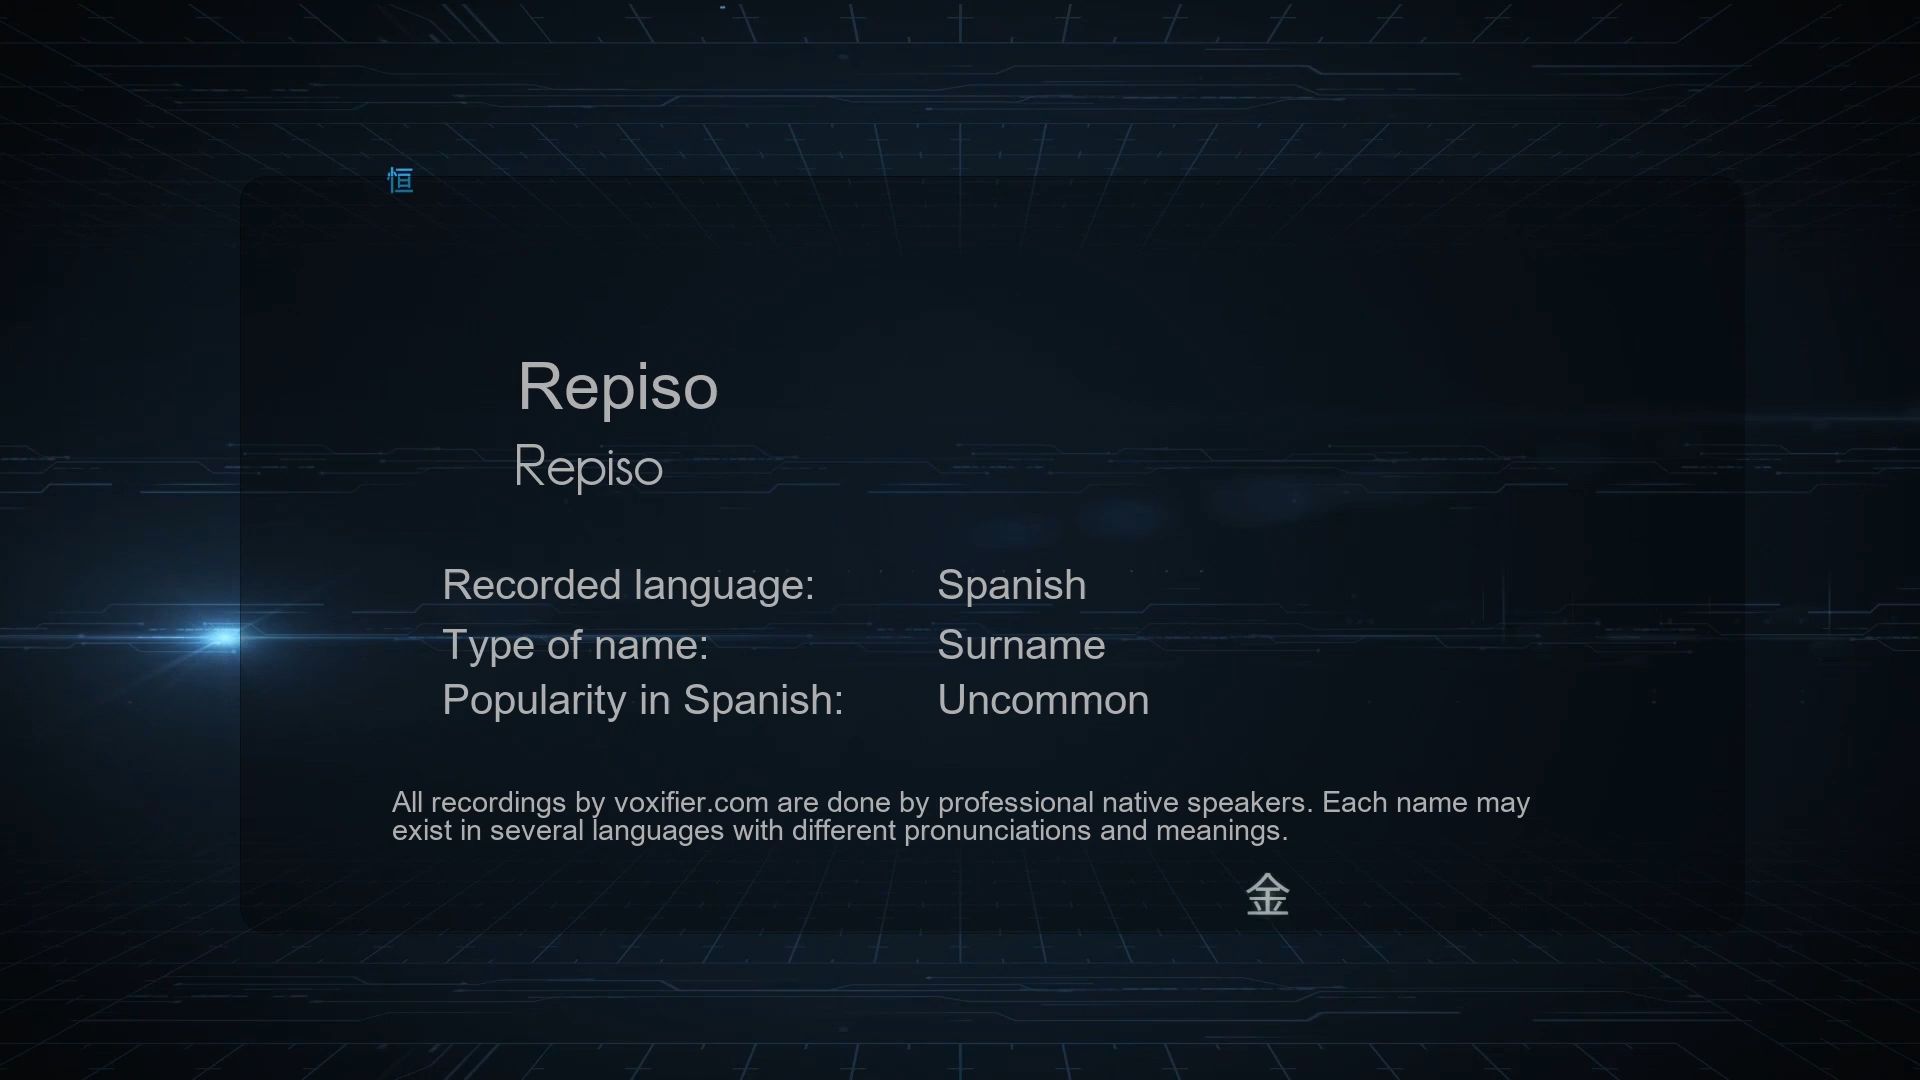 恒
Repiso
Repiso
Recorded language: Spanish
Type of name: Surname
Popularity in Spanish: Uncommon
All recordings by voxifier.com are done by professional native speakers. Each name may
exist in several languages with different pronunciations and meanings.
金